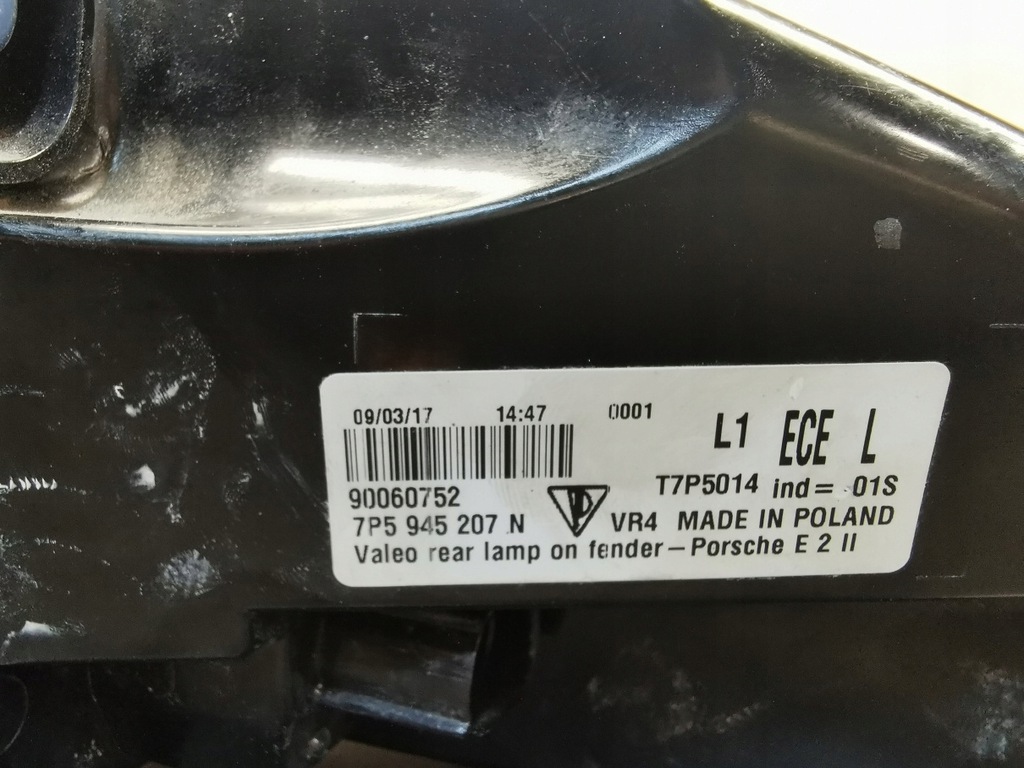 09/03/17 14:47 0001
L1 ECE L
90060752 T7P5014 ind= 01S
7P5 945 207 N VR4 MADE IN POLAND
Valeo rear lamp on fender-Porsche E 2 II